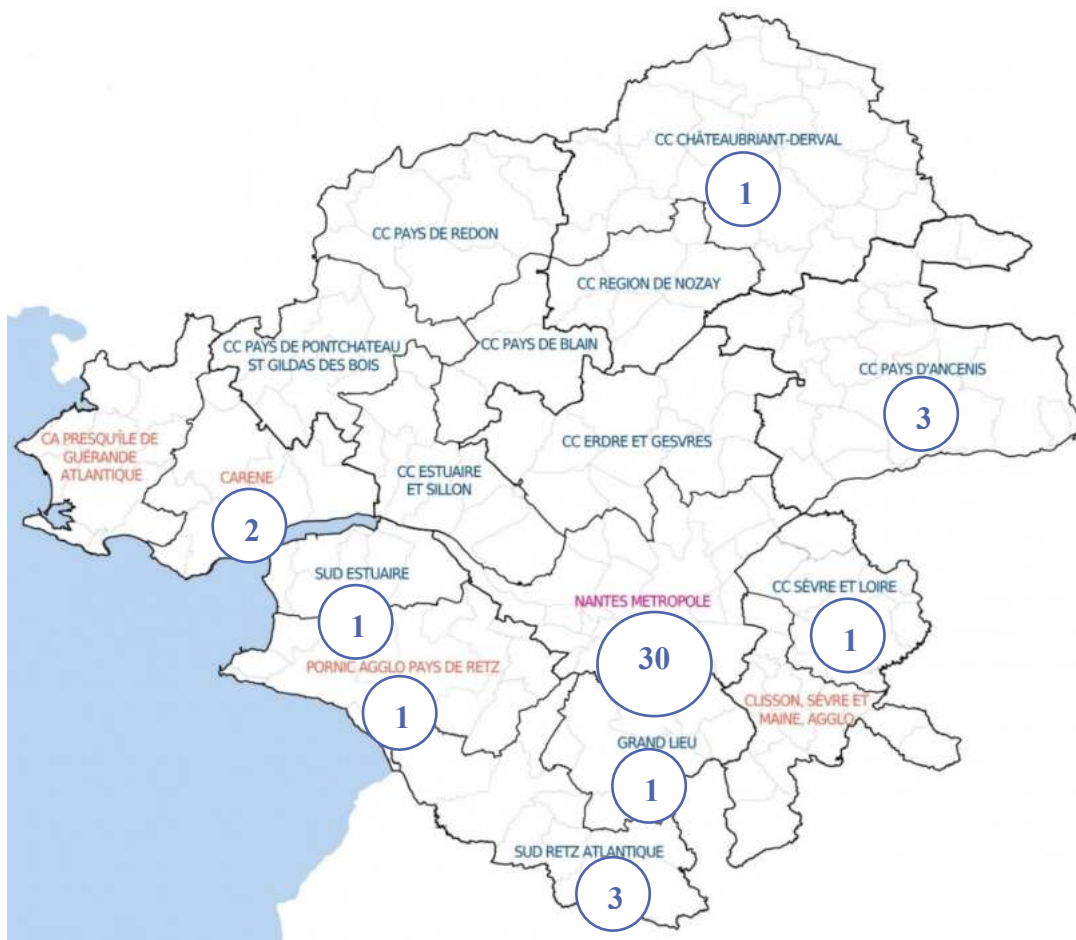 CC CHÂTEAUBRIANT-DERVAL
1
CC PAYS DE REDON
CC REGION DE NOZAY
CC PAYS DE PONTCHATEAU
ST GILDAS DES BOIS
CC PAYS DE BLAIN
CC PAYS D'ANCENIS
3
CA PRESQU'ÎLE DE
GUÉRANDE
ATLANTIQUE
CC ERDRE ET GESVRES
CARENE
2
CC ESTUAIRE
ET SILLON
SUD ESTUAIRE
1
NANTES METROPOLE
30
CC SÈVRE ET LOIRE
1
PORNIC AGGLO PAYS DE RETZ
1
CLISSON, SÈVRE ET
MAINE, AGGLO
GRAND LIEU
1
SUD RETZ ATLANTIQUE
3